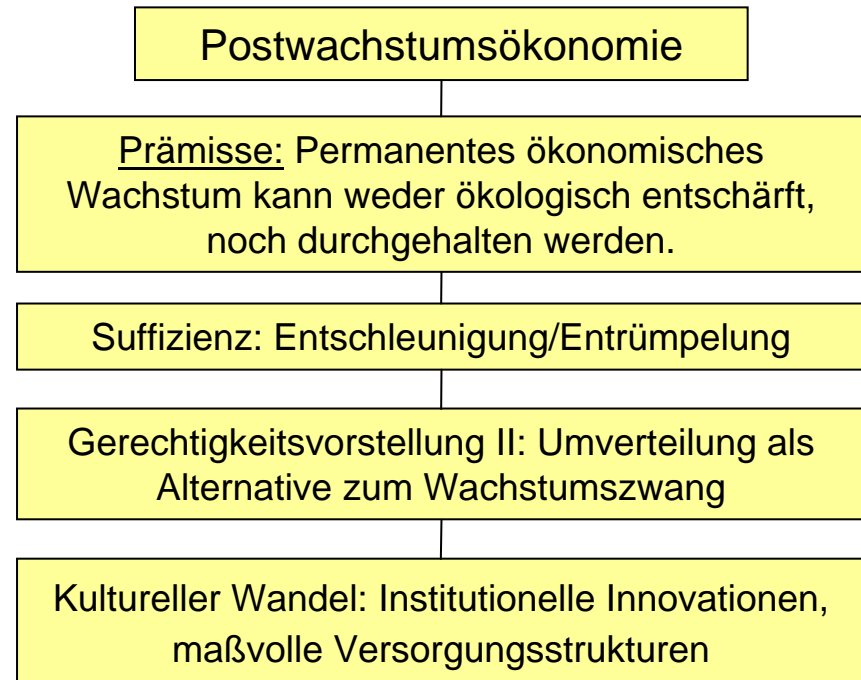 Postwachstumsökonomie
Prämisse: Permanentes ökonomisches
Wachstum kann weder ökologisch entschärft,
noch durchgehalten werden.
Suffizienz: Entschleunigung/Entrümpelung
Gerechtigkeitsvorstellung II: Umverteilung als
Alternative zum Wachstumszwang
Kultureller Wandel: Institutionelle Innovationen,
maßvolle Versorgungsstrukturen